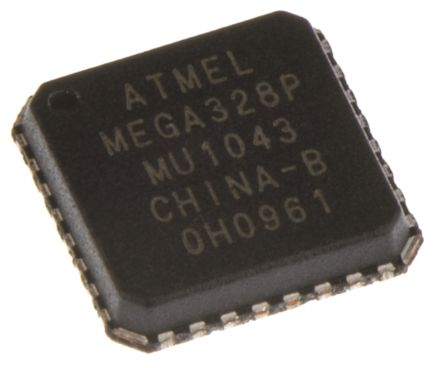 ATMEL
MEGA328P
MU1043
CHINA-B
0H0961